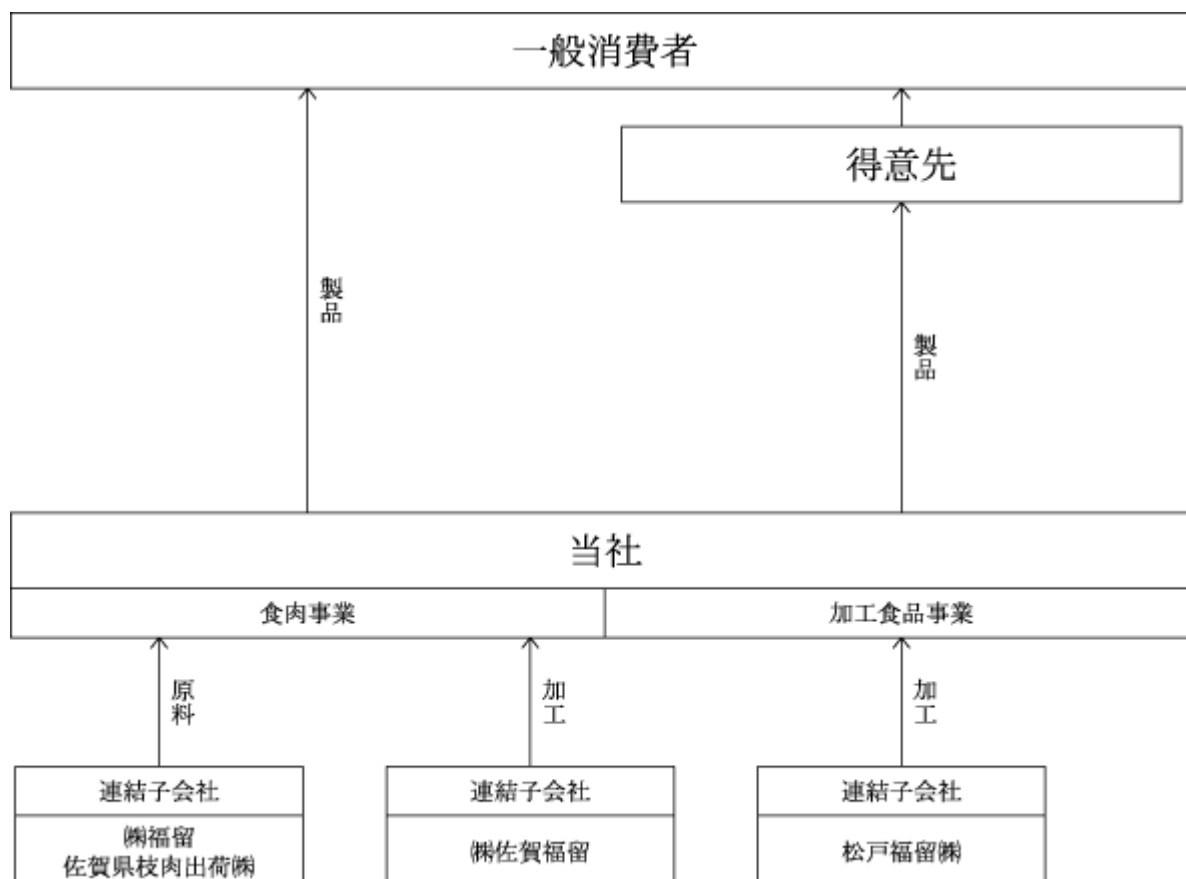 一般消費者
得意先
製品
製品
当社
食肉事業
加工食品事業
原料
加工
加工
連結子会社
連結子会社
連結子会社
㈱福留
佐賀県枝肉出荷㈱
㈱佐賀福留
松戸福留㈱